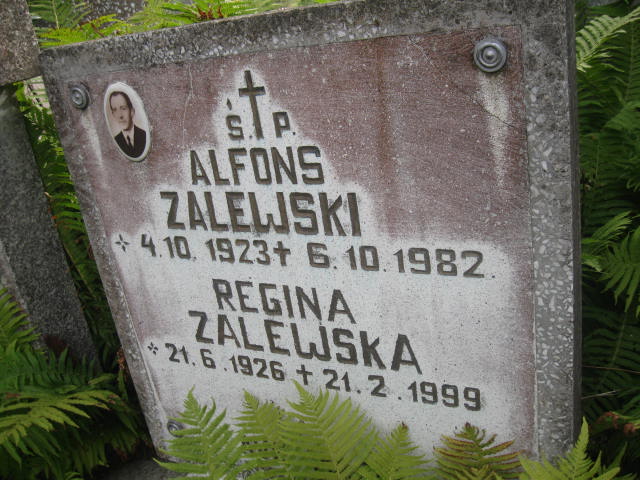 Ś. † P.
ALFONS
ZALEWSKI
* 4.10.1923 † 6.10.1982.
REGINA
ZALEWSKA
* 21.6.1926 † 21.2.1999